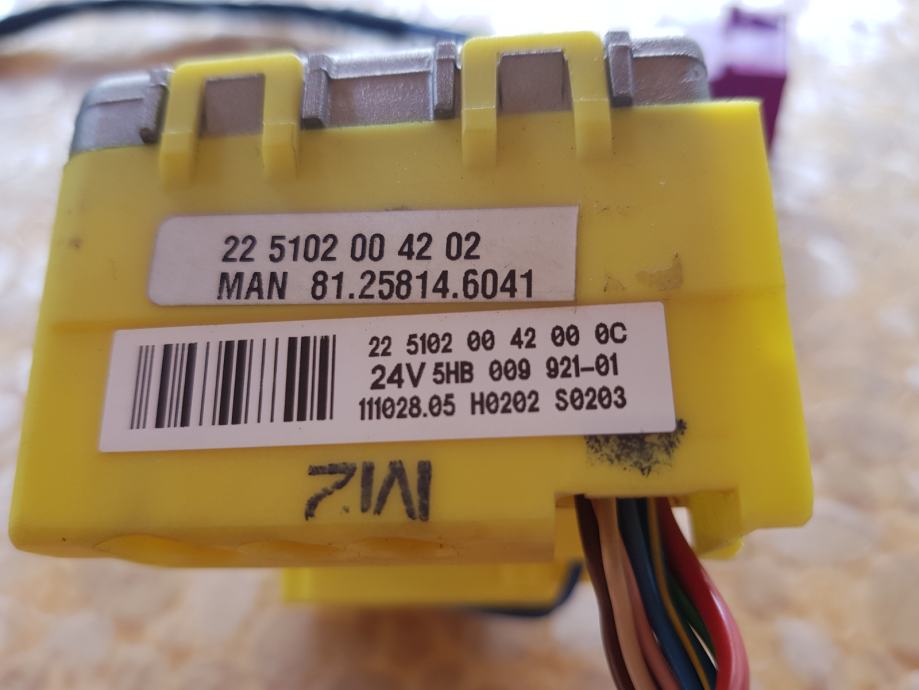 22 5102 00 42 02
MAN 81.25814.6041
22 5102 00 42 00 0C
24V 5HB 009 921-01
111028.05 H0202 S0203